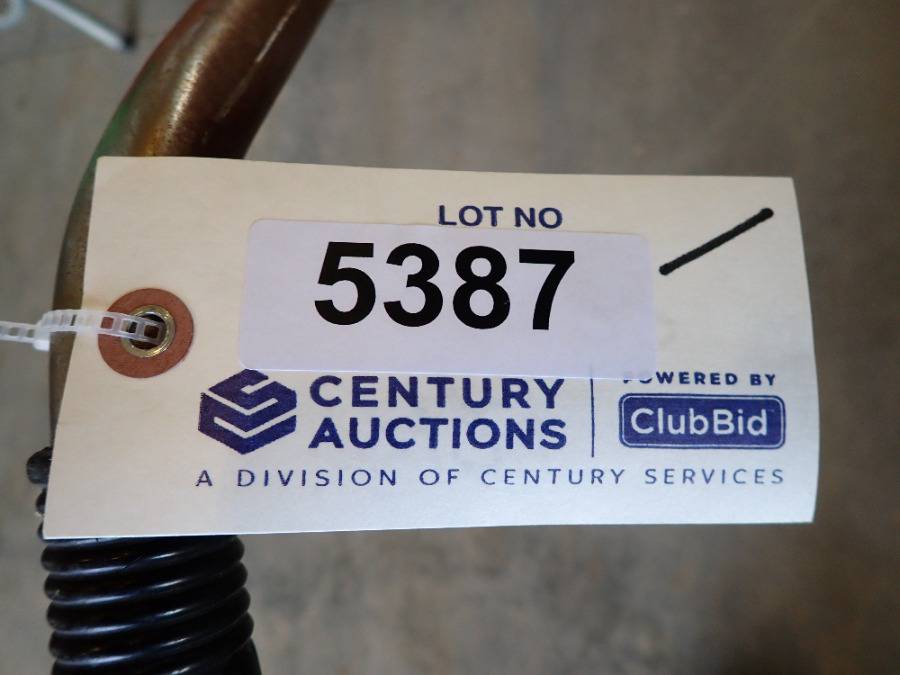 LOT NO
5387
CENTURY
AUCTIONS
POWERED BY
ClubBid
A DIVISION OF CENTURY SERVICES